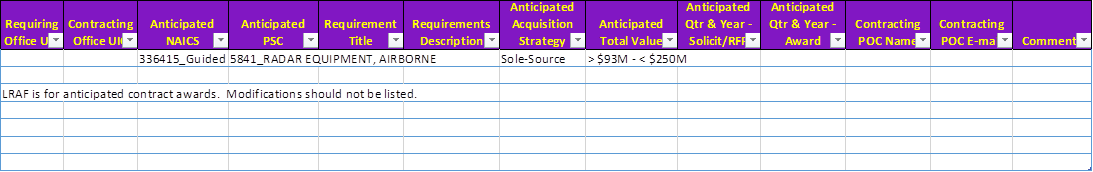 Requiring Office U
Contracting Office UI
Anticipated NAICS
Anticipated PSC
Requirement Title
Requirements Description
Anticipated Acquisition Strategy
Anticipated Total Value
Anticipated Qtr & Year - Solicit/RFP
Anticipated Qtr & Year - Award
Contracting POC Name
Contracting POC E-ma
Comment
336415_Guided 5841_RADAR EQUIPMENT, AIRBORNE Sole-Source > $93M - < $250M
LRAF is for anticipated contract awards.  Modifications should not be listed.